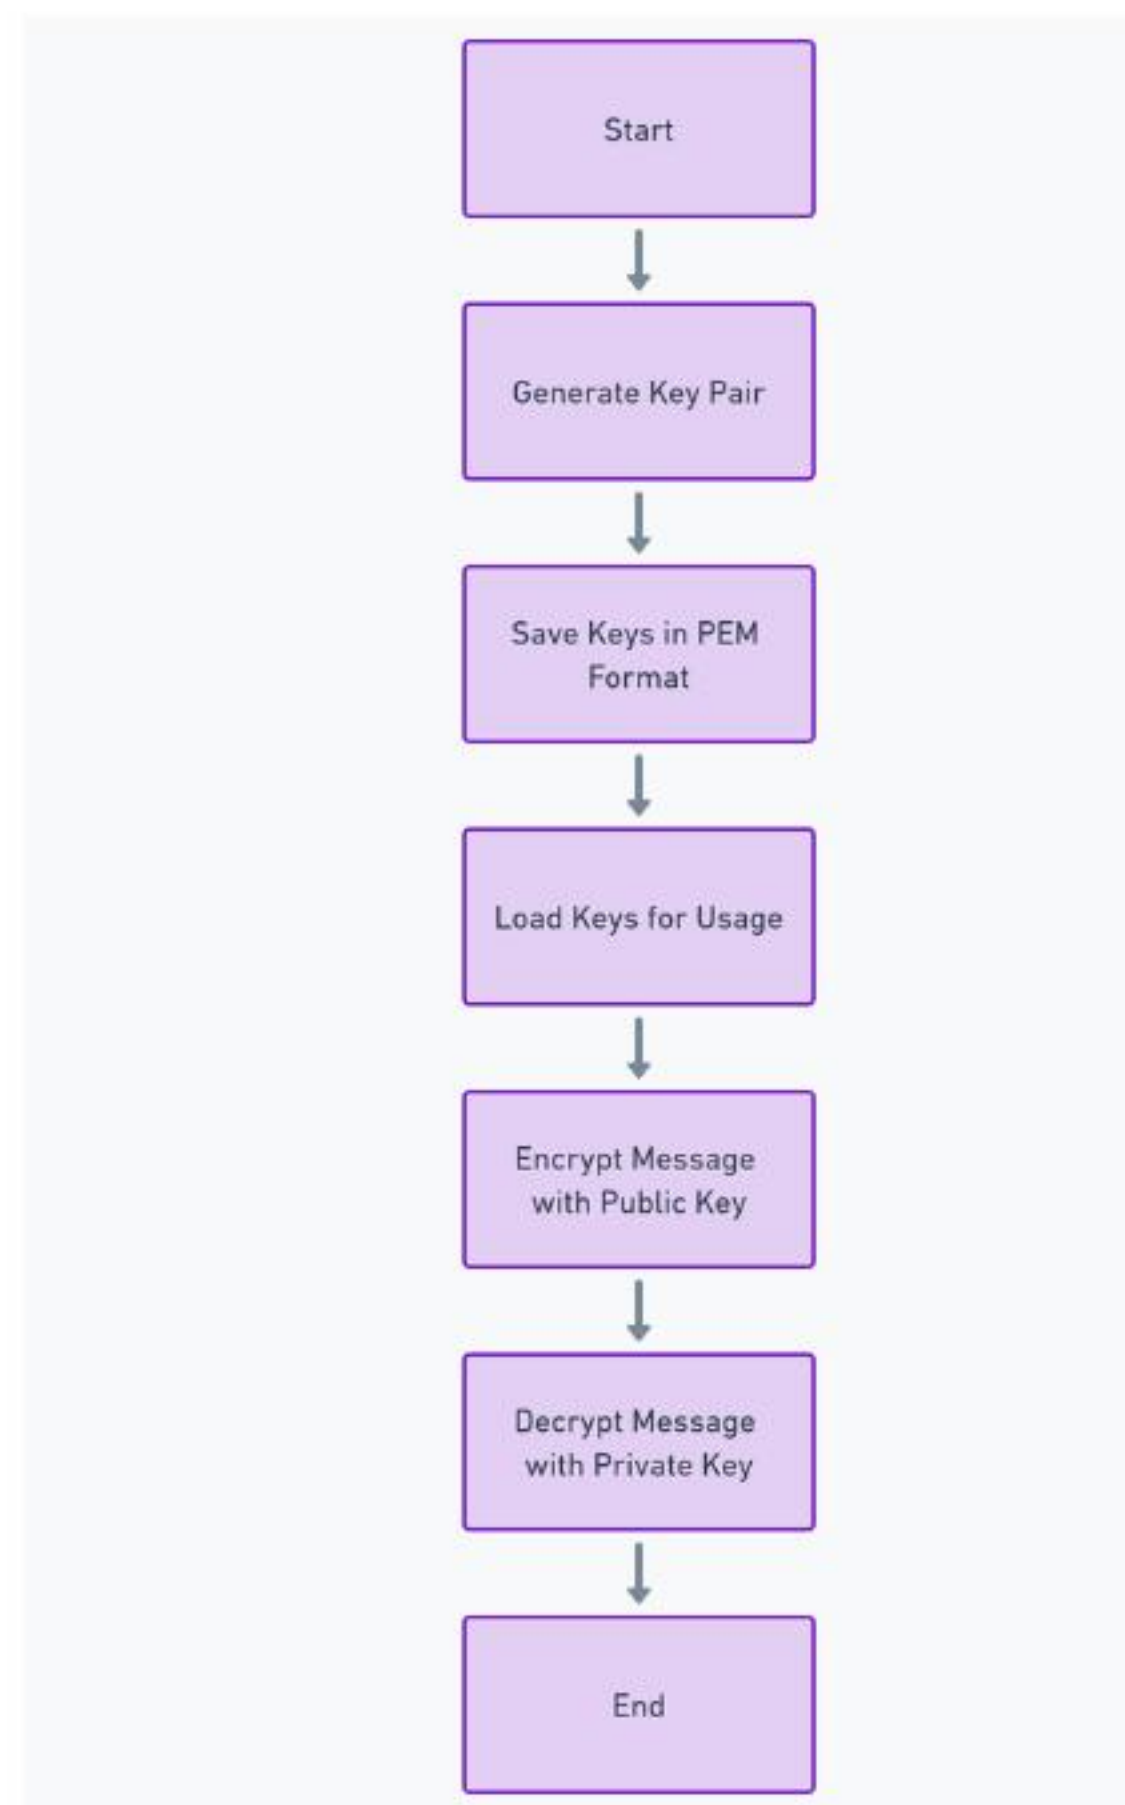 Start
Generate Key Pair
Save Keys in PEM
Format
Load Keys for Usage
Encrypt Message
with Public Key
Decrypt Message
with Private Key
End